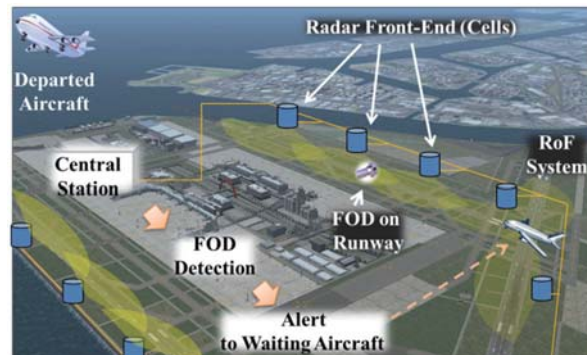 Radar Front-End (Cells)
Departed
Aircraft
RoF
System
Central
Station
FOD on
Runway
FOD
Detection
Alert
to Waiting Aircraft